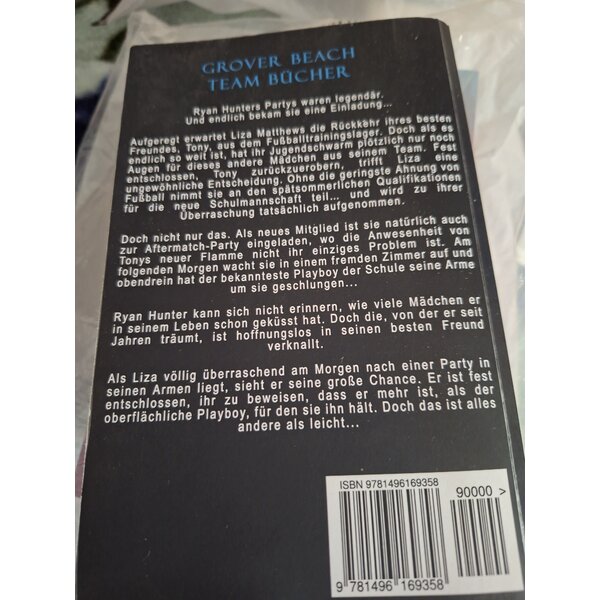 GROVER BEACH
TEAM BÜCHER
Ryan Hunters Partys waren legendär.
Und endlich bekam sie eine Einladung...
Aufgeregt erwartet Liza Matthews die Rückkehr ihres besten
Freundes, Tony, aus dem Fußballtrainingslager. Doch als es
endlich so weit ist, hat ihr Jugendschwarm plötzlich nur noch
Augen für dieses andere Mädchen aus seinem Team. Fest
entschlossen, Tony zurückzuerobern, trifft Liza eine
ungewöhnliche Entscheidung. Ohne die geringste Ahnung von
Fußball nimmt sie an den spätsommerlichen Qualifikationen
für die neue Schulmannschaft teil... und wird zu ihrer
Überraschung tatsächlich aufgenommen.
Doch nicht nur das. Als neues Mitglied ist sie natürlich auch
zur Aftermatch-Party eingeladen, wo die Anwesenheit von
Tonys neuer Flamme nicht ihr einziges Problem ist. Am
folgenden Morgen wacht sie in einem fremden Zimmer auf und
obendrein hat der bekannteste Playboy der Schule seine Arme
um sie geschlungen...
Ryan Hunter kann sich nicht erinnern, wie viele Mädchen er
in seinem Leben schon geküsst hat. Doch die, von der er seit
Jahren träumt, ist hoffnungslos in seinen besten Freund
verknallt.
Als Liza völlig überraschend am Morgen nach einer Party in
seinen Armen liegt, sieht er seine große Chance. Er ist fest
entschlossen, ihr zu beweisen, dass er mehr ist, als der
oberflächliche Playboy, für den sie ihn hält. Doch das ist alles
andere als leicht...
ISBN 9781496169358
90000 >
9 781496 169358